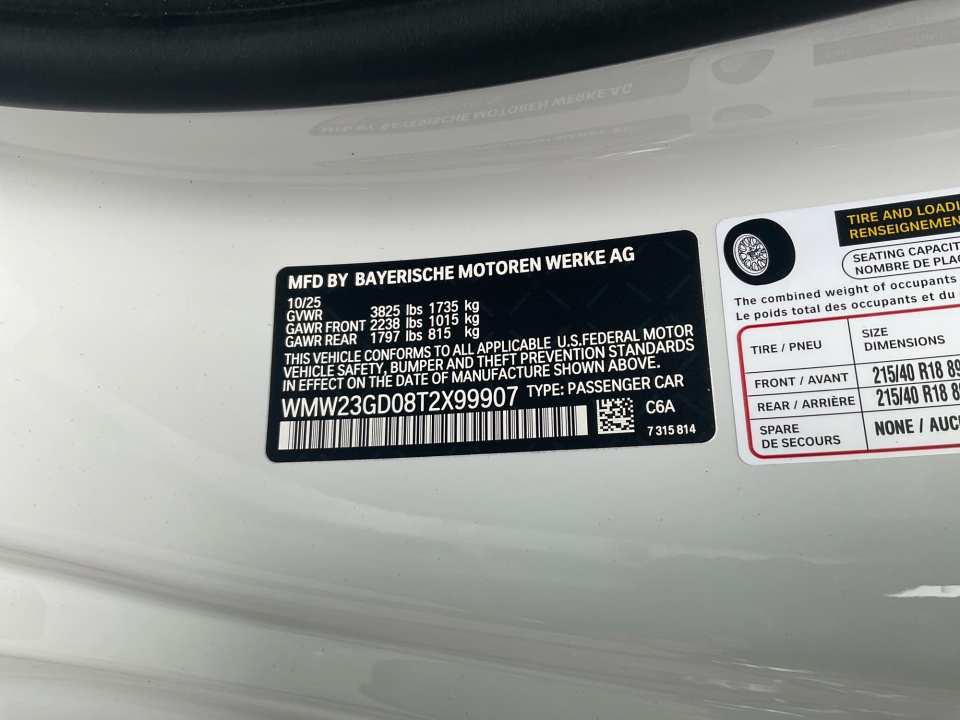 MFD BY BAYERISCHE MOTOREN WERKE AG
10/25
GVWR 3825 lbs 1735 kg
GAWR FRONT 2238 lbs 1015 kg
GAWR REAR 1797 lbs 815 kg
THIS VEHICLE CONFORMS TO ALL APPLICABLE U.S.FEDERAL MOTOR
VEHICLE SAFETY, BUMPER AND THEFT PREVENTION STANDARDS
IN EFFECT ON THE DATE OF MANUFACTURE SHOWN ABOVE.
WMW23GD08T2X99907 TYPE: PASSENGER CAR
C6A
7 315 814
TIRE AND LOADI
RENSEIGNEMEN
SEATING CAPACIT
NOMBRE DE PLAC
The combined weight of occupants
Le poids total des occupants et du
TIRE / PNEU
SIZE
DIMENSIONS
FRONT / AVANT 215/40 R18 89
REAR / ARRIÈRE 215/40 R18 8
SPARE
DE SECOURS
NONE / AUC